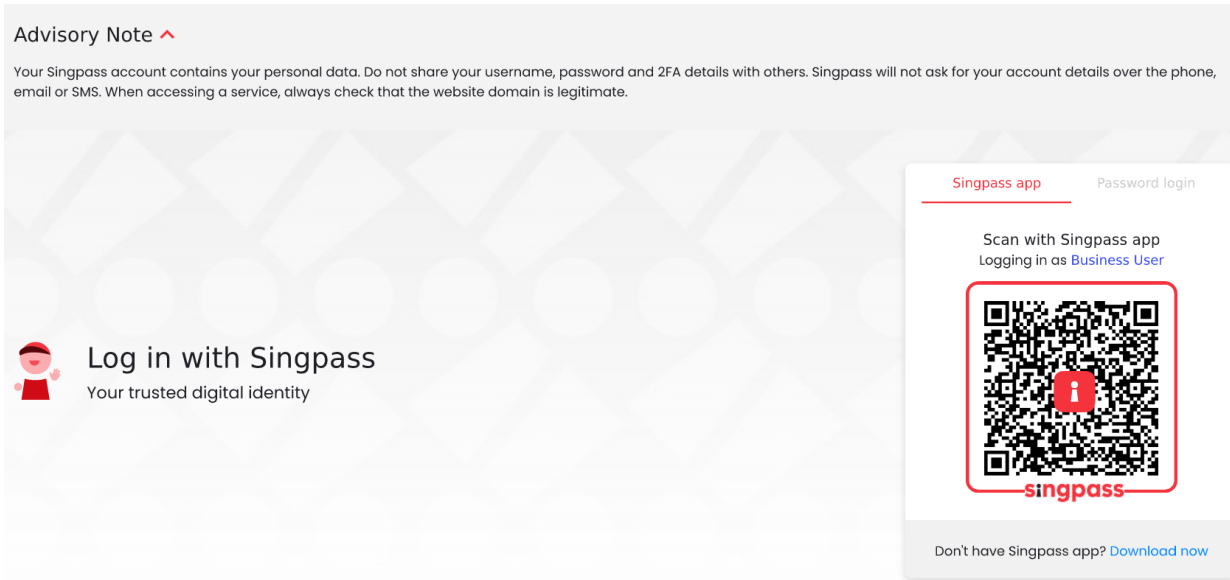 Advisory Note
Your Singpass account contains your personal data. Do not share your username, password and 2FA details with others. Singpass will not ask for your account details over the phone,
email or SMS. When accessing a service, always check that the website domain is legitimate.
Log in with Singpass
Your trusted digital identity
Singpass app
Password login
Scan with Singpass app
Logging in as Business User
singpass
Don't have Singpass app? Download now